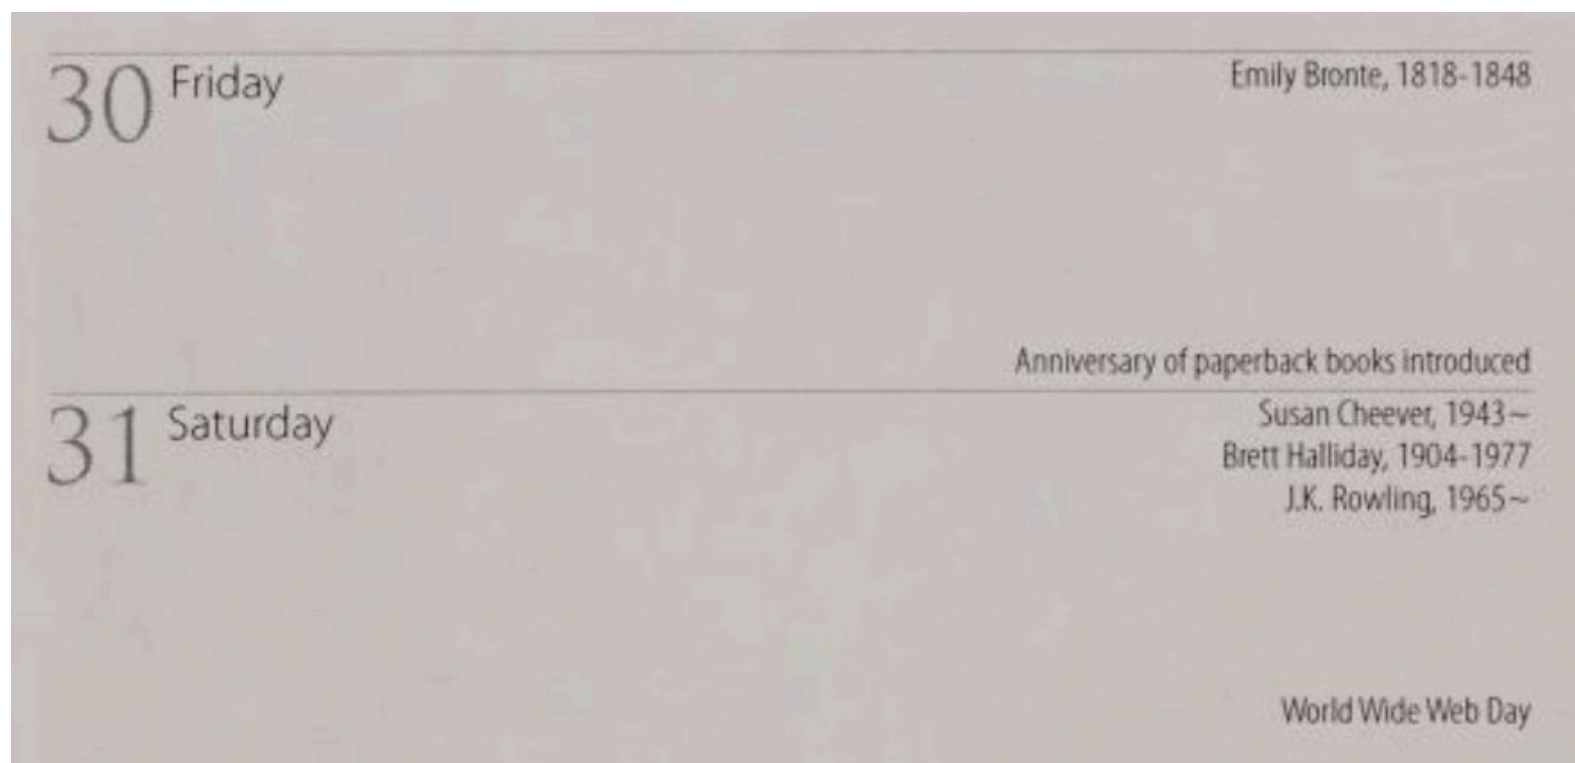 30 Friday
Emily Bronte, 1818-1848
Anniversary of paperback books introduced
31 Saturday
Susan Cheever, 1943~
Brett Halliday, 1904-1977
J.K. Rowling, 1965~
World Wide Web Day